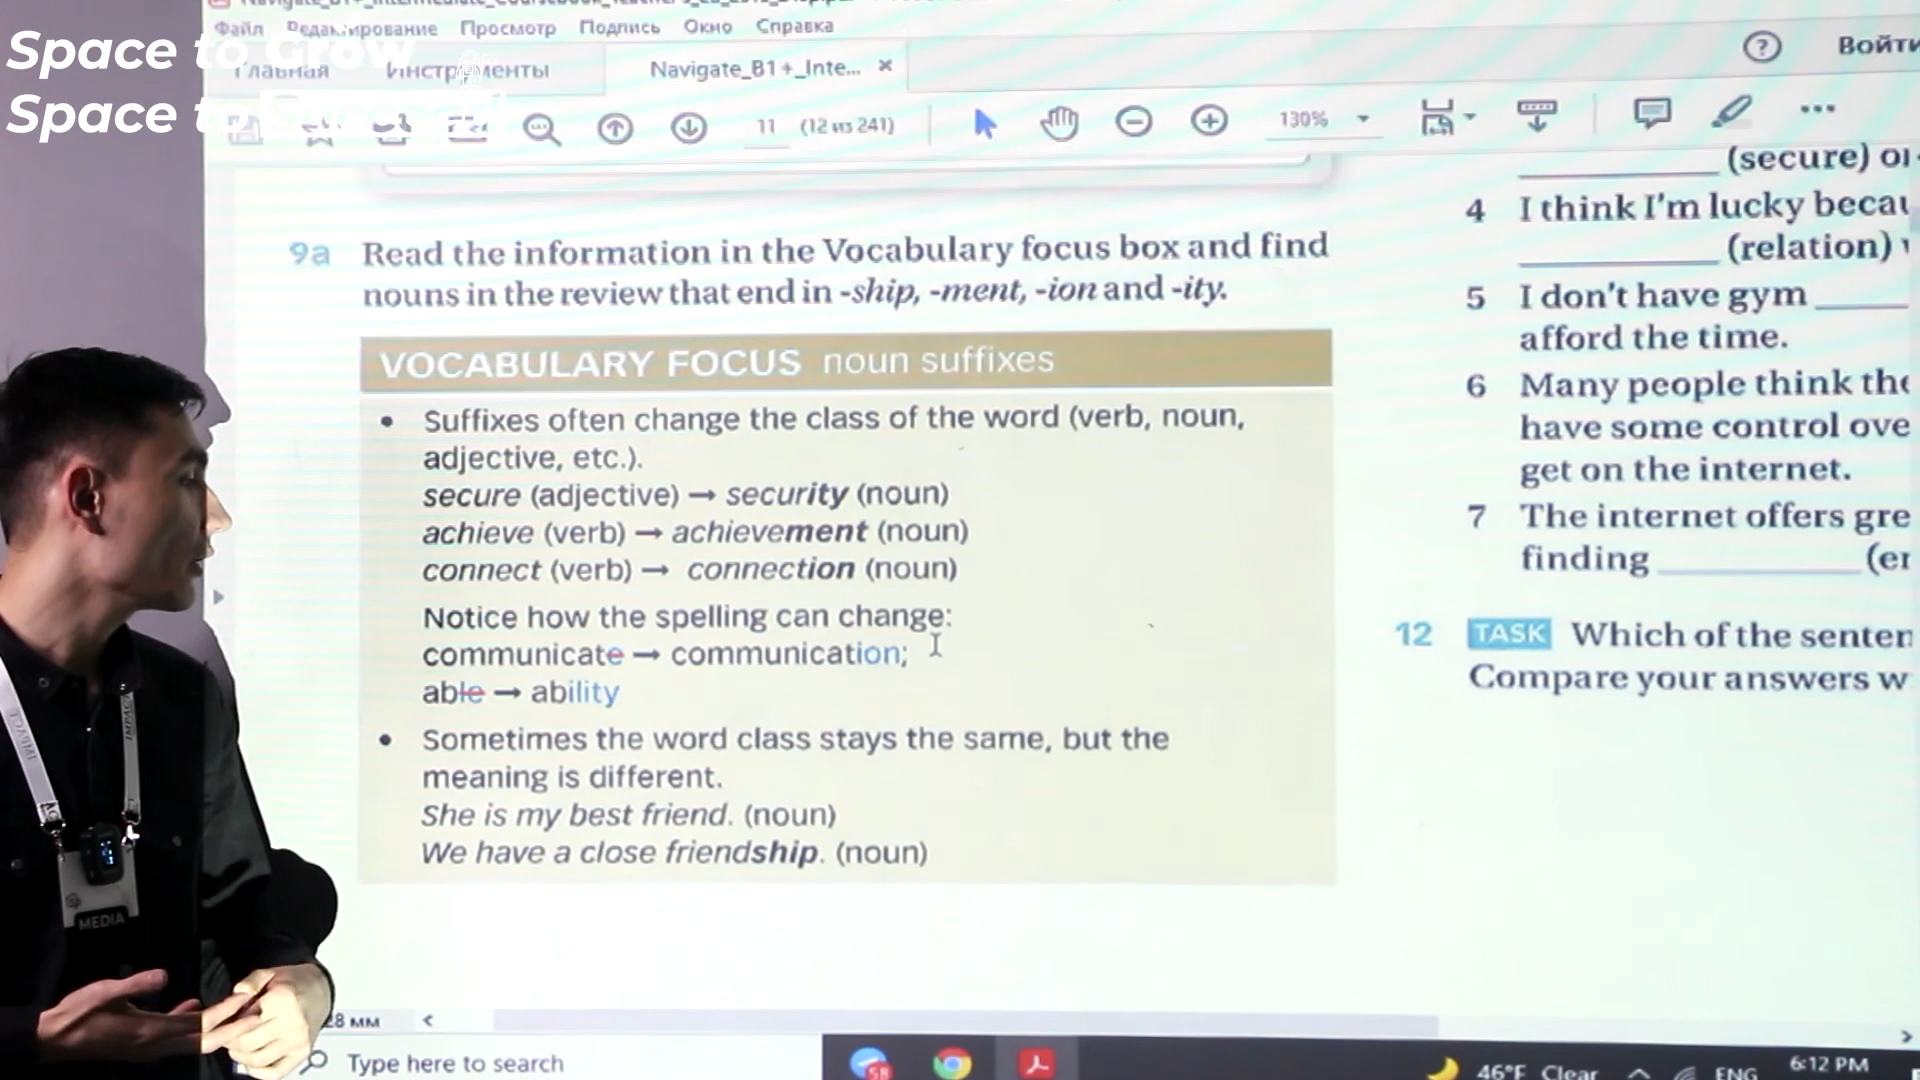 Файл Редактирование Просмотр Подпись Окно Справка
Space to Grow
Главная Инструменты Navigate_B1+_Inte... × ? Войти
Space to
11 (12 из 241) 130%
9a Read the information in the Vocabulary focus box and find
nouns in the review that end in -ship, -ment, -ion and -ity.
VOCABULARY FOCUS noun suffixes
• Suffixes often change the class of the word (verb, noun,
adjective, etc.).
secure (adjective) → security (noun)
achieve (verb) → achievement (noun)
connect (verb) → connection (noun)
Notice how the spelling can change:
communicate → communication;
able → ability
• Sometimes the word class stays the same, but the
meaning is different.
She is my best friend. (noun)
We have a close friendship. (noun)
(secure) or
4 I think I'm lucky becau
(relation)
5 I don't have gym
afford the time.
6 Many people think the
have some control ove
get on the internet.
7 The internet offers gre
finding (er
12 TASK Which of the senten
Compare your answers w
IMPACT
MEDIA
28 мм
Type here to search
58
46°F Clear ENG 6:12 PM